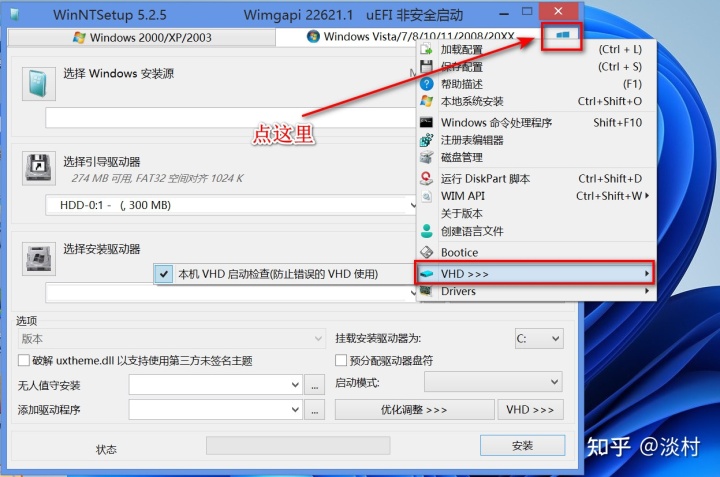 WinNTSetup 5.2.5 Wimgapi 22621.1 uEFI 非安全启动
Windows 2000/XP/2003
Windows Vista/7/8/10/11/2008/20XX
加载配置 (Ctrl + L)
保存配置 (Ctrl + S)
帮助描述 (F1)
本地系统安装 Ctrl+Shift+O
Windows 命令处理程序 Shift+F10
注册表编辑器
磁盘管理
运行 DiskPart 脚本 Ctrl+Shift+D
WIM API Ctrl+Shift+W
关于版本
创建语言文件
Bootice
VHD >>>
Drivers
点这里
选择 Windows 安装源
选择引导驱动器
274 MB 可用, FAT32 空间对齐 1024 K
HDD-0:1 - (, 300 MB)
选择安装驱动器
本机 VHD 启动检查(防止错误的 VHD 使用)
选项
版本
挂载安装驱动器为: C:
破解 uxtheme.dll 以支持使用第三方未签名主题
预分配驱动器盘符
无人值守安装 ...
启动模式:
添加驱动程序 ...
优化调整 >>>
VHD >>>
状态
安装
知乎 @淡村